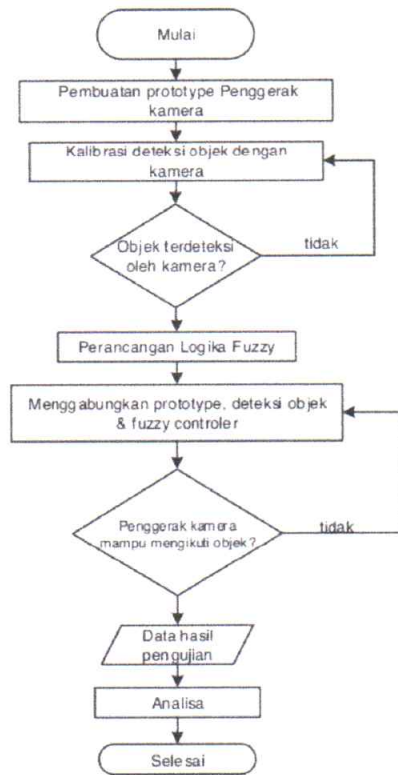 Mulai
Pembuatan prototype Penggerak
kamera
Kalibrasi deteksi objek dengan
kamera
Objek terdeteksi
oleh kamera?
tidak
Perancangan Logika Fuzzy
Menggabungkan prototype, deteksi objek
& fuzzy controler
Penggerak kamera
mampu mengikuti objek?
tidak
Data hasil
pengujian
Analisa
Selesai